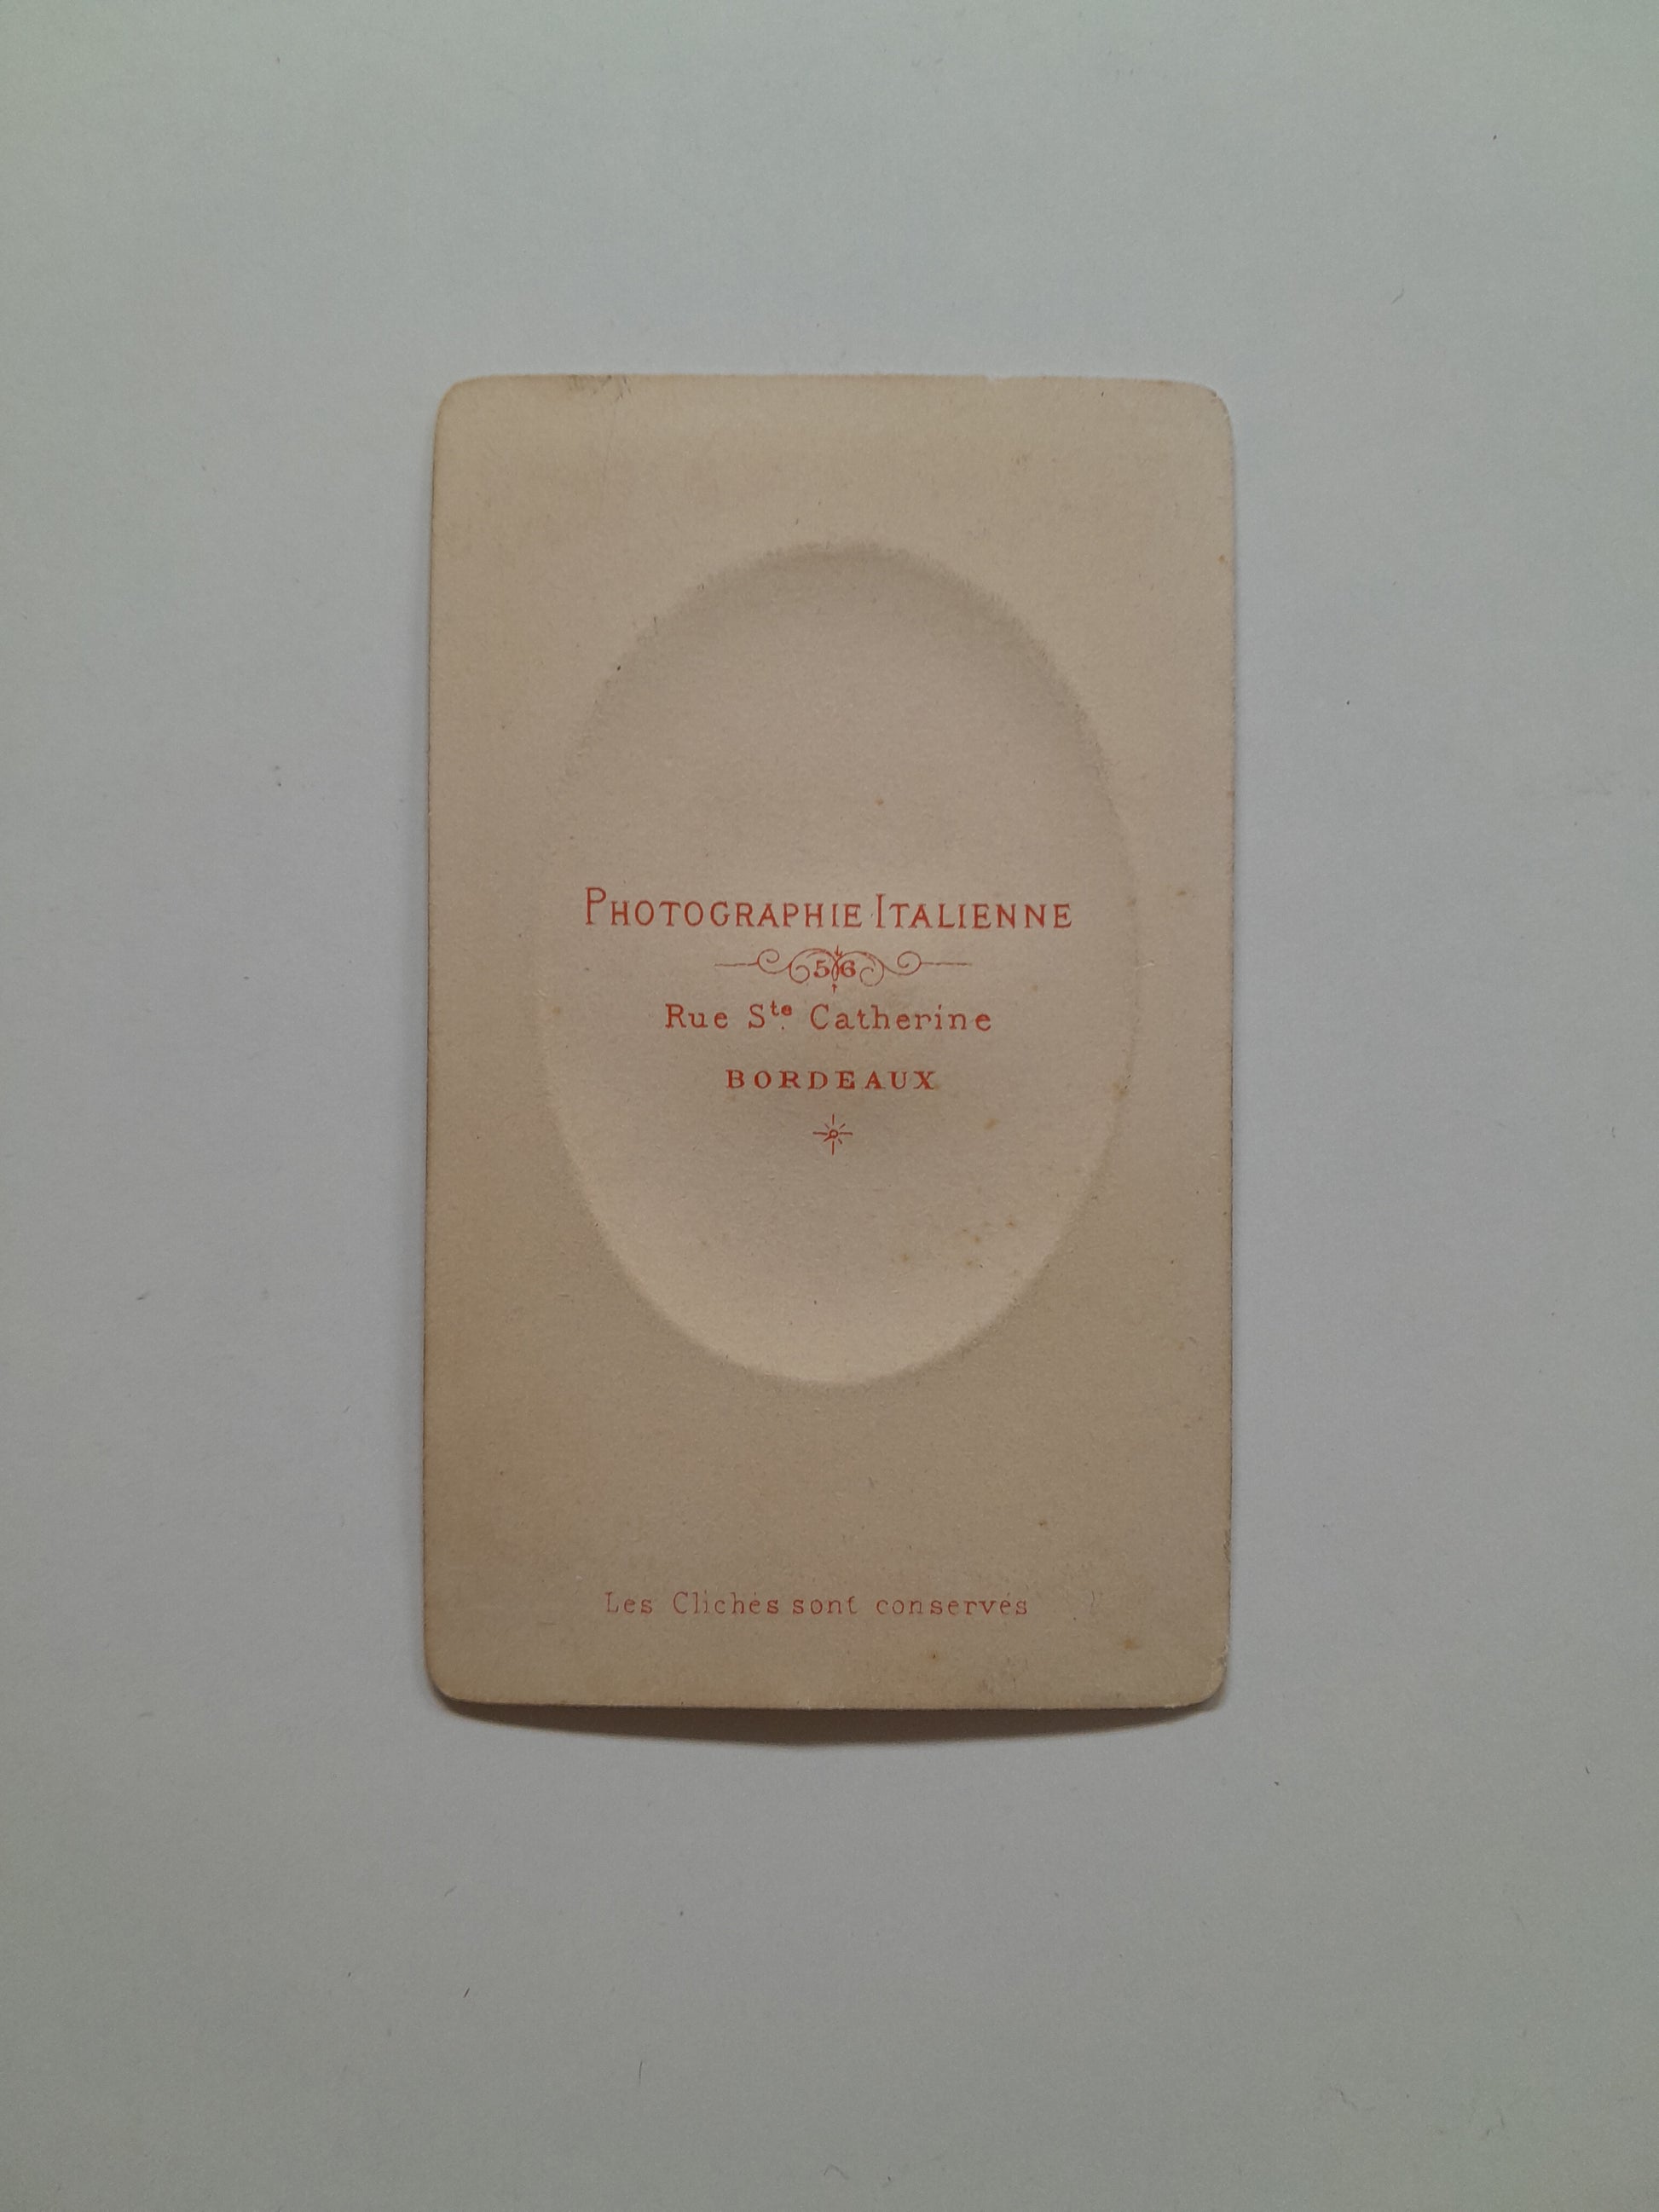 PHOTOGRAPHIE ITALIENNE
56
Rue Ste Catherine
BORDEAUX
Les Clichés sont conservés